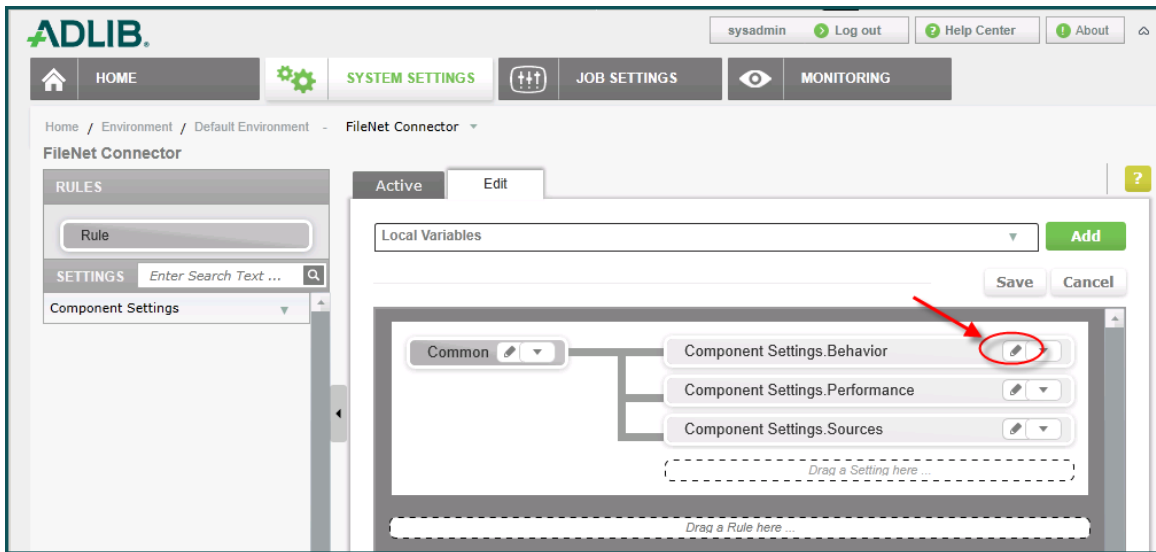 ADLIB.
sysadmin Log out Help Center About
HOME SYSTEM SETTINGS JOB SETTINGS MONITORING
Home / Environment / Default Environment - FileNet Connector
FileNet Connector
RULES
Active Edit
?
Rule
Local Variables
Add
SETTINGS Enter Search Text ...
Save Cancel
Component Settings
Common
Component Settings.Behavior
Component Settings.Performance
Component Settings.Sources
Drag a Setting here ...
Drag a Rule here ...